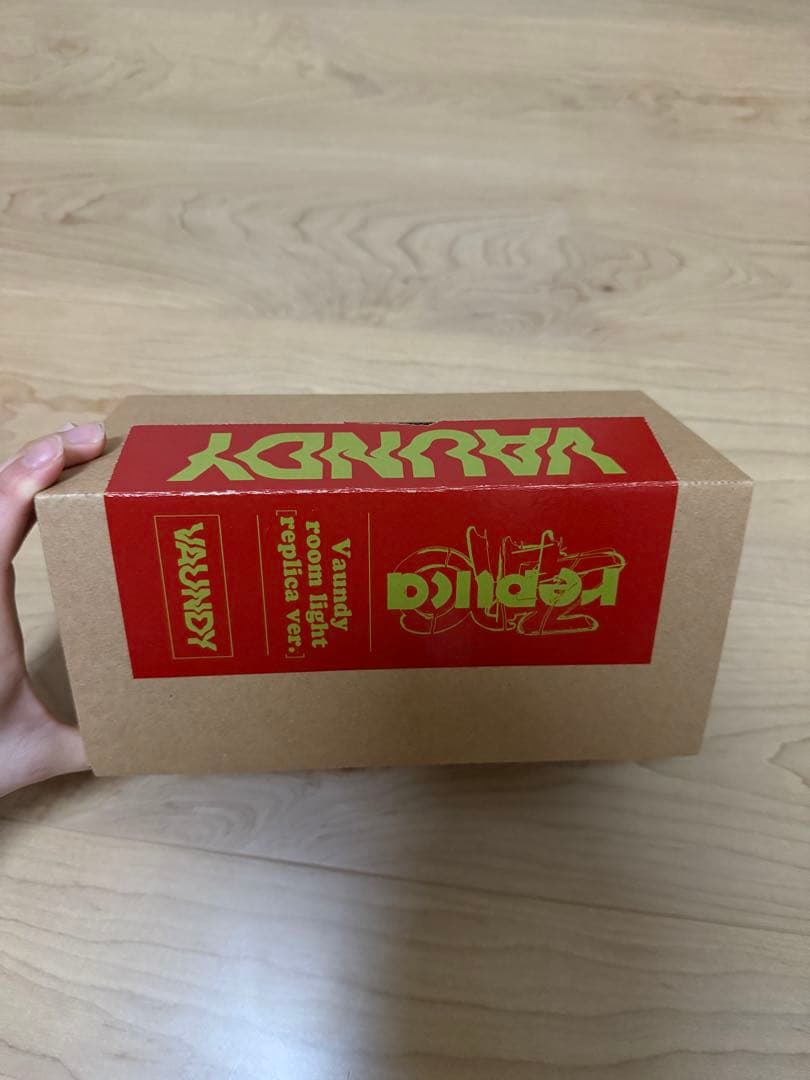 VAUNDY
replica
Vaundy
room light
[replica ver.]
VAUNDY